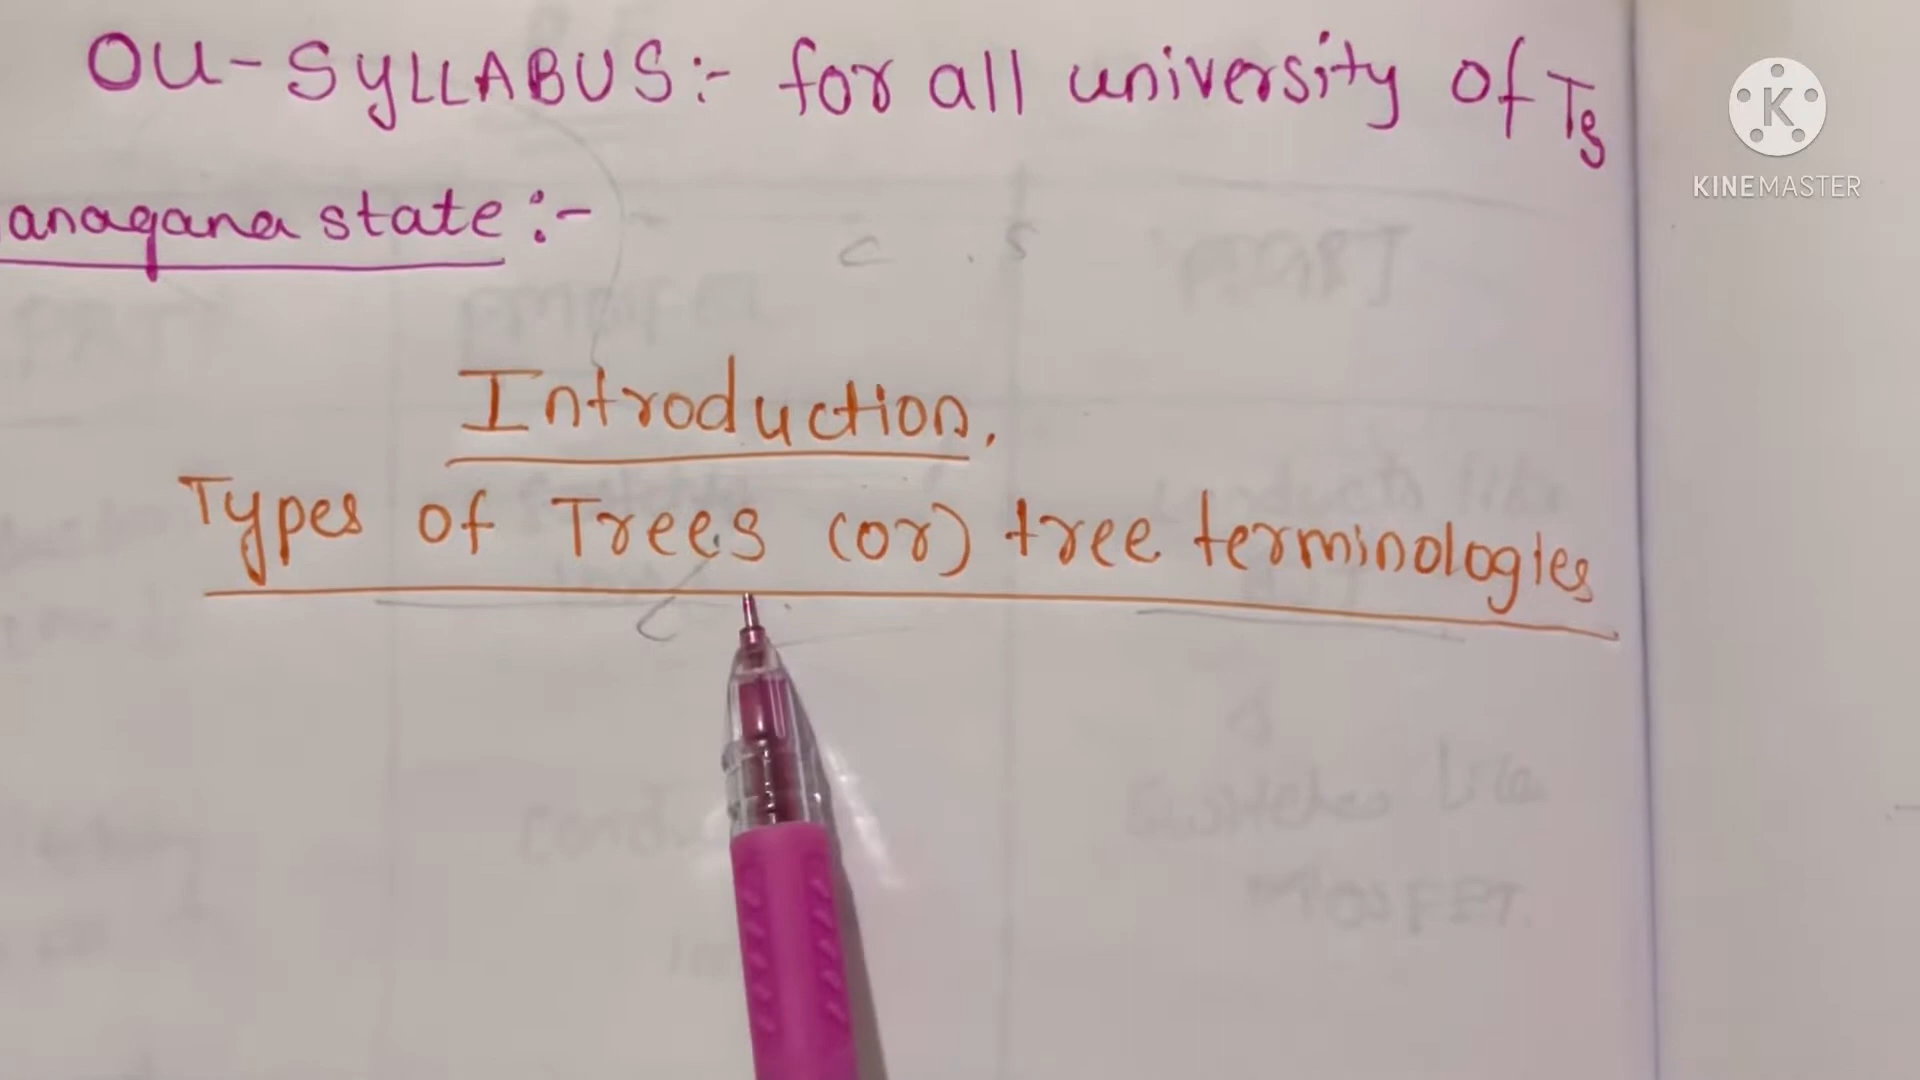 OU-SYLLABUS:- for all university of Ts
anagana state:-
Introduction.
Types of Trees (or) tree terminologies
KINEMASTER